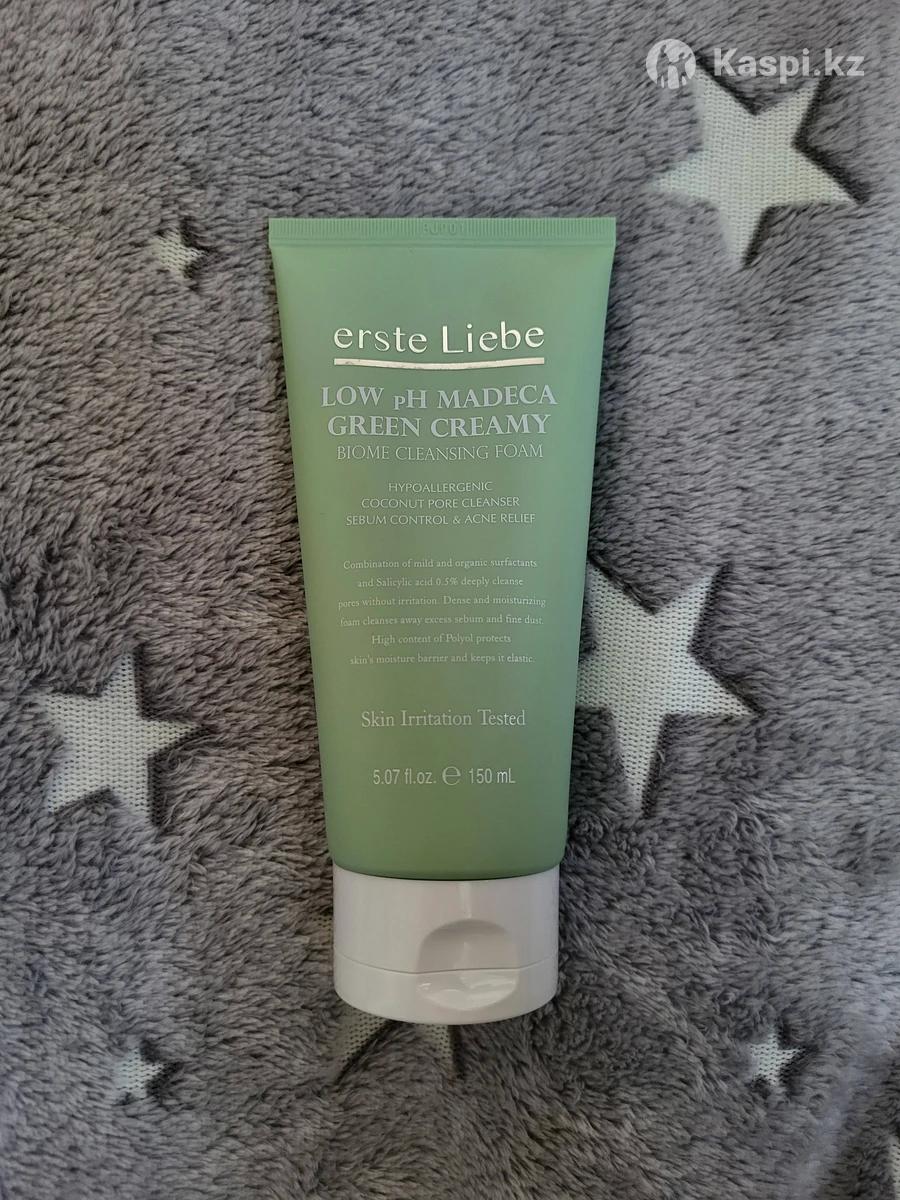 Kaspi.kz
erste Liebe
LOW pH MADECA
GREEN CREAMY
BIOME CLEANSING FOAM
HYPOALLERGENIC
COCONUT PORE CLEANSER
SEBUM CONTROL & ACNE RELIEF
Combination of mild and organic surfactants
and Salicylic acid 0.5% deeply cleanse
pores without irritation. Dense and moisturizing
foam cleanses away excess sebum and fine dust.
High content of Polyol protects
skin's moisture barrier and keeps it elastic.
Skin Irritation Tested
5.07 fl.oz. ℮ 150 mL